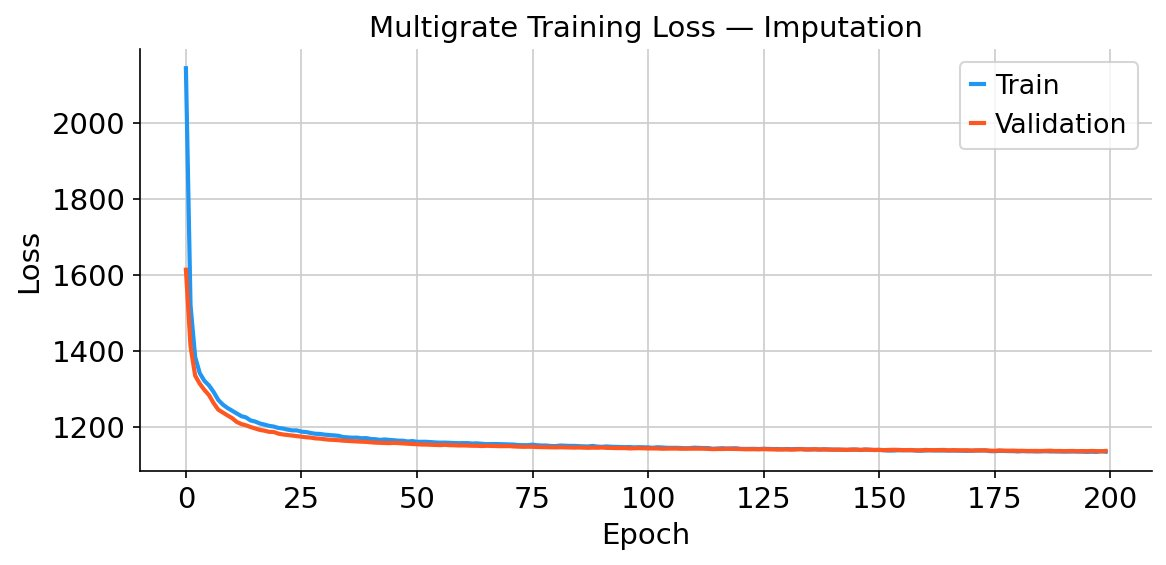 Multigrate Training Loss — Imputation
Train
Validation
2000
1800
1600
1400
1200
Loss
0 25 50 75 100 125 150 175 200
Epoch